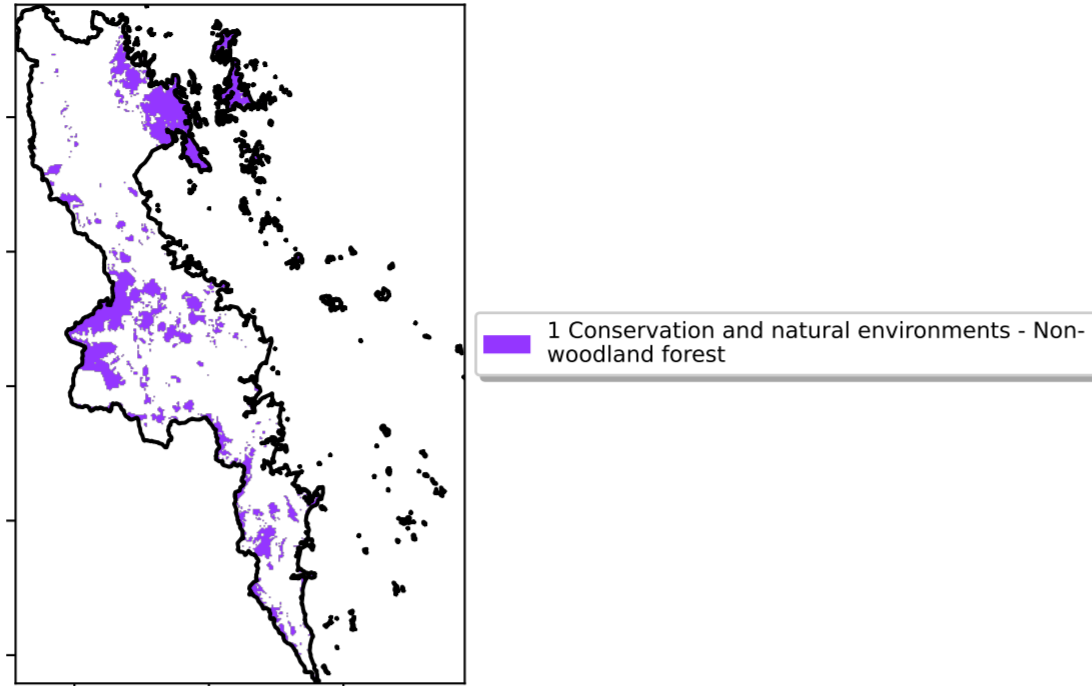 1 Conservation and natural environments - Non-
woodland forest